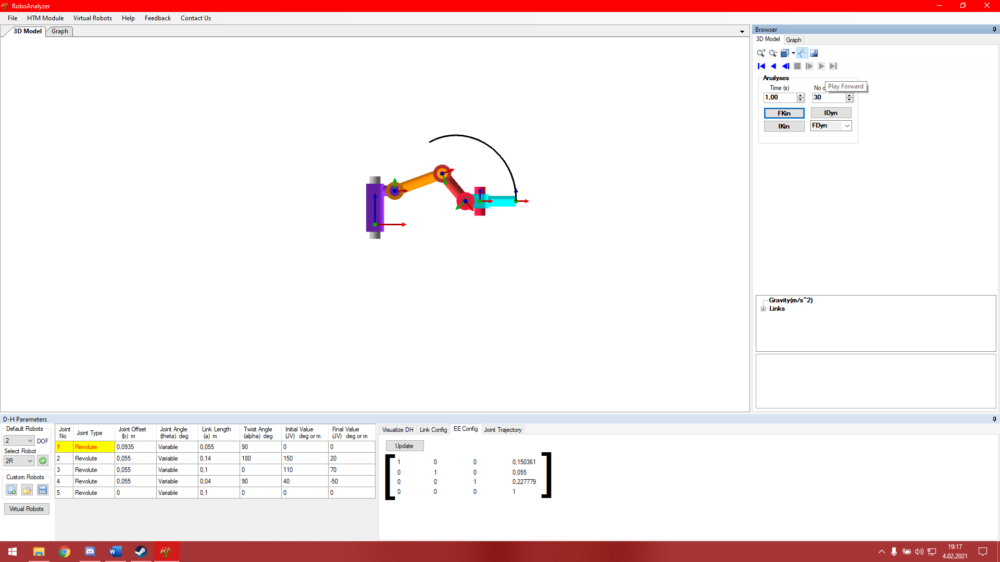 RoboAnalyzer
File HTM Module Virtual Robots Help Feedback Contact Us
3D Model Graph
Browser
3D Model Graph
Analyses
Time (s) No
Play Forward
1,00 30
FKin IDyn
IKin FDyn
Gravity(m/s^2)
Links
D-H Parameters
Default Robots
2 DOF
Select Robot
2R
Custom Robots
Virtual Robots
Joint No Joint Type Joint Offset (b) m Joint Angle (theta) deg Link Length (a) m Twist Angle (alpha) deg Initial Value (JV) deg or m Final Value (JV) deg or m
1 Revolute 0,0935 Variable 0,055 90 0 0
2 Revolute 0,055 Variable 0,14 180 150 20
3 Revolute 0,055 Variable 0,1 0 110 70
4 Revolute 0,055 Variable 0,04 90 40 -50
5 Revolute 0 Variable 0,1 0 0 0
Visualize DH Link Config EE Config Joint Trajectory
Update
1 0 0 0,150361
0 1 0 0,055
0 0 1 0,227779
0 0 0 1
19:17
4.02.2021